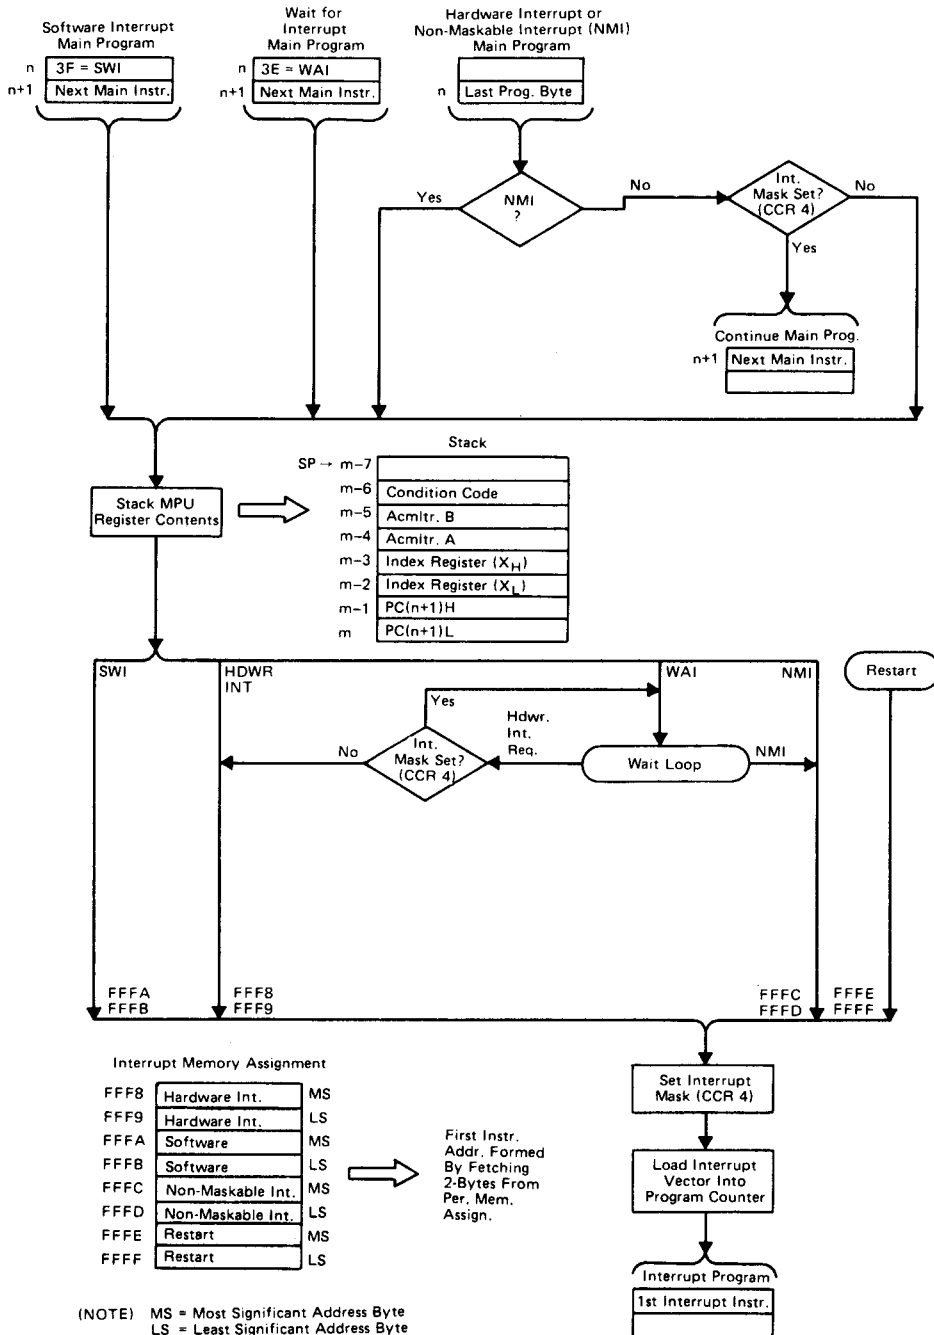 Software Interrupt
Main Program
n 3F = SWI
n+1 Next Main Instr.
Wait for
Interrupt
Main Program
n 3E = WAI
n+1 Next Main Instr.
Hardware Interrupt or
Non-Maskable Interrupt (NMI)
Main Program
n Last Prog. Byte
Yes
NMI
?
No
Int.
Mask Set?
(CCR 4)
No
Yes
Continue Main Prog.
n+1 Next Main Instr.
Stack MPU
Register Contents
Stack
SP → m-7
m-6 Condition Code
m-5 Acmltr. B
m-4 Acmltr. A
m-3 Index Register (XH)
m-2 Index Register (XL)
m-1 PC(n+1)H
m PC(n+1)L
SWI
HDWR
INT
WAI
NMI
Restart
Yes
No
Int.
Mask Set?
(CCR 4)
Hdwr.
Int.
Req.
Wait Loop
NMI
FFFA
FFFB
FFF8
FFF9
FFFC
FFFD
FFFE
FFFF
Interrupt Memory Assignment
FFF8 Hardware Int. MS
FFF9 Hardware Int. LS
FFFA Software MS
FFFB Software LS
FFFC Non-Maskable Int. MS
FFFD Non-Maskable Int. LS
FFFE Restart MS
FFFF Restart LS
First Instr.
Addr. Formed
By Fetching
2-Bytes From
Per. Mem.
Assign.
Set Interrupt
Mask (CCR 4)
Load Interrupt
Vector Into
Program Counter
Interrupt Program
1st Interrupt Instr.
(NOTE) MS = Most Significant Address Byte
LS = Least Significant Address Byte